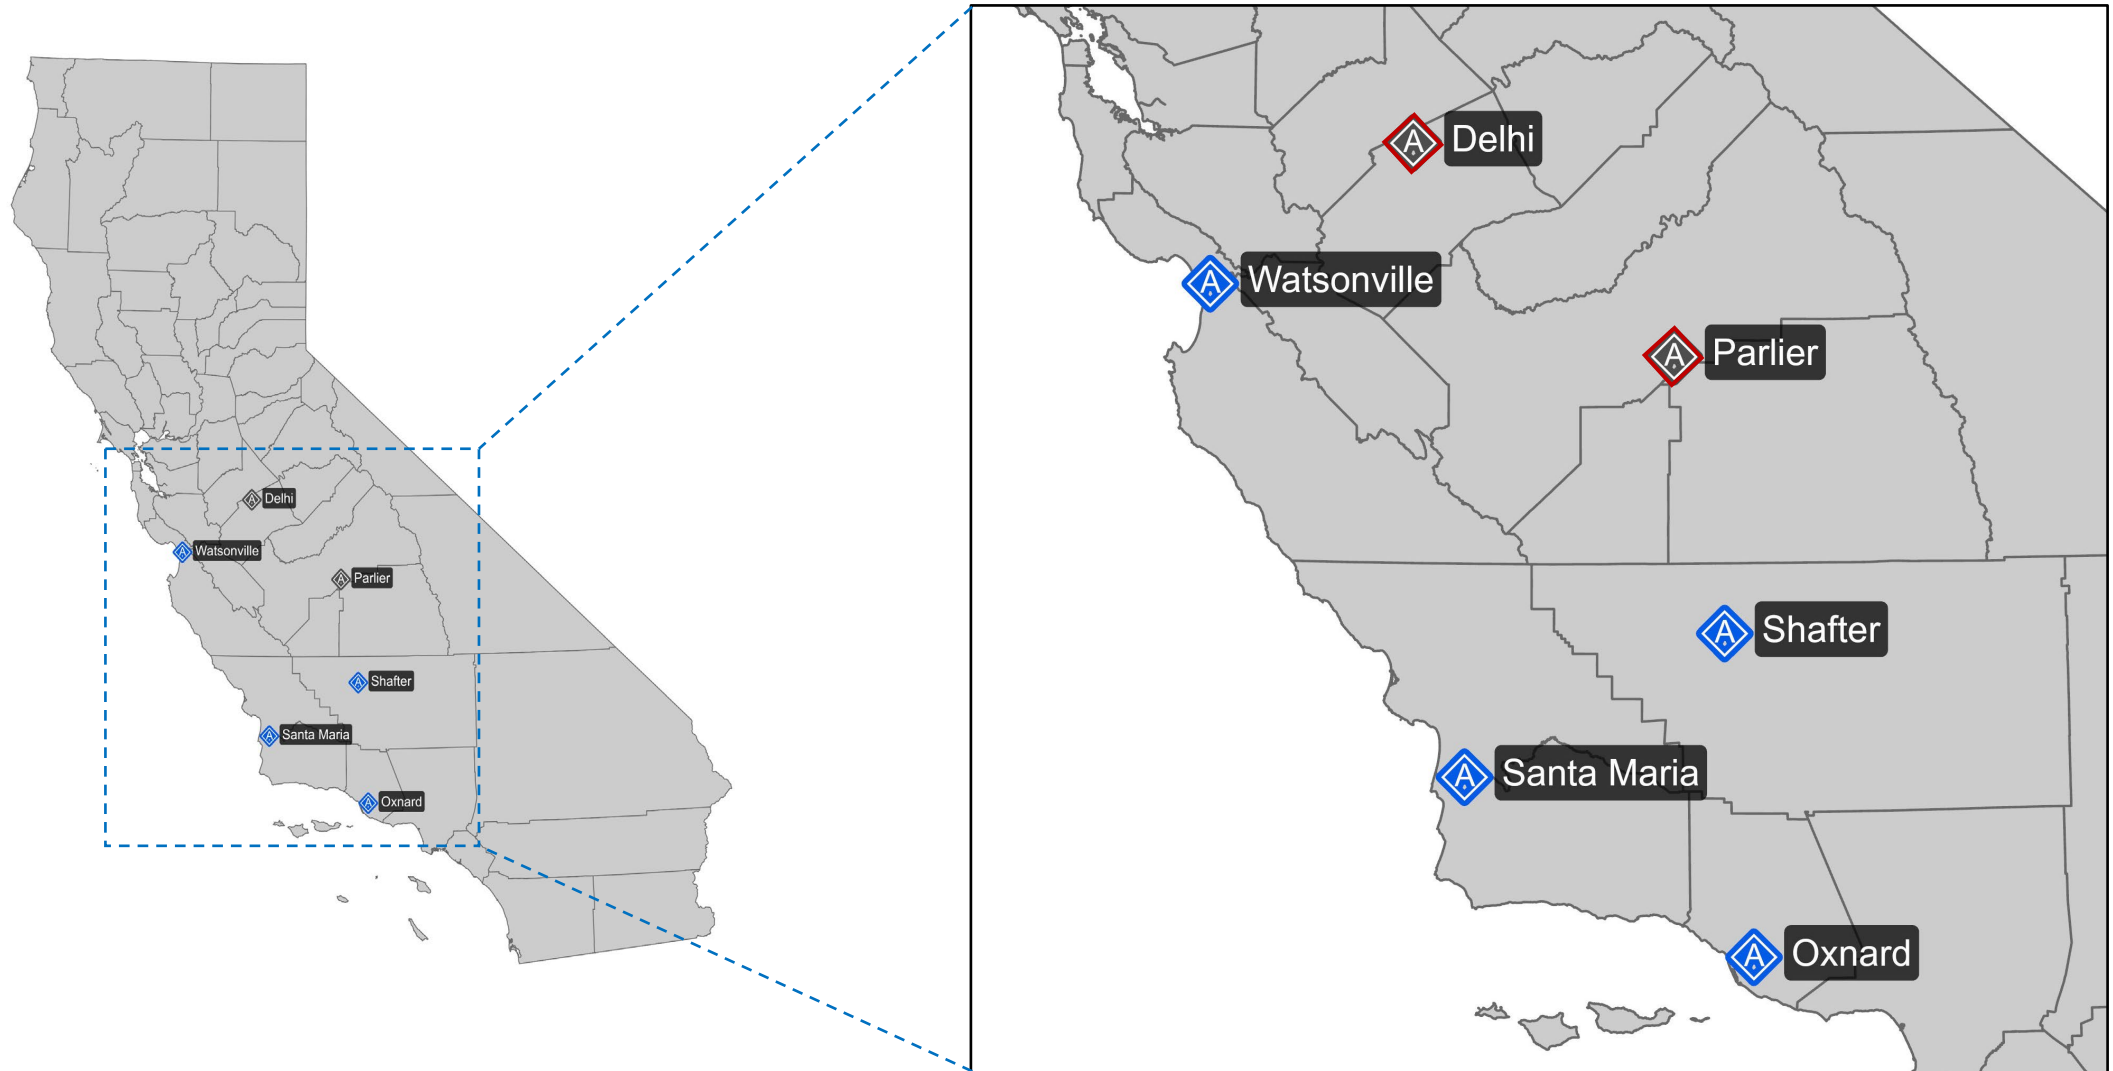 A Delhi
A Watsonville
A Parlier
A Shafter
A Santa Maria
A Oxnard
A Delhi
A Watsonville
A Parlier
A Shafter
A Santa Maria
A Oxnard